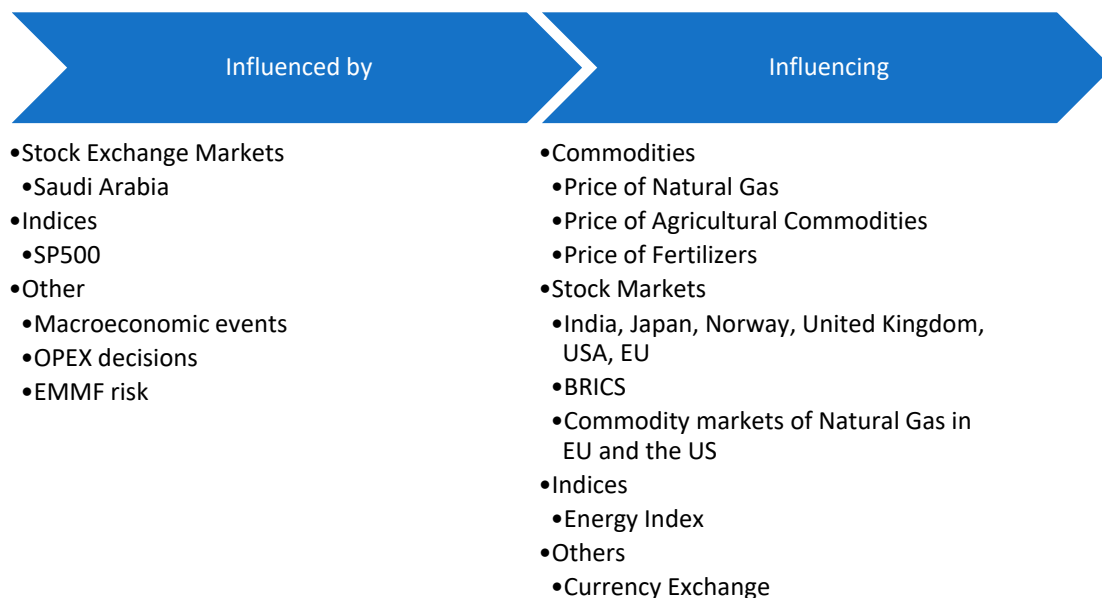 Influenced by
•Stock Exchange Markets
•Saudi Arabia
•Indices
•SP500
•Other
•Macroeconomic events
•OPEX decisions
•EMMF risk
Influencing
•Commodities
•Price of Natural Gas
•Price of Agricultural Commodities
•Price of Fertilizers
•Stock Markets
•India, Japan, Norway, United Kingdom,
USA, EU
•BRICS
•Commodity markets of Natural Gas in
EU and the US
•Indices
•Energy Index
•Others
•Currency Exchange